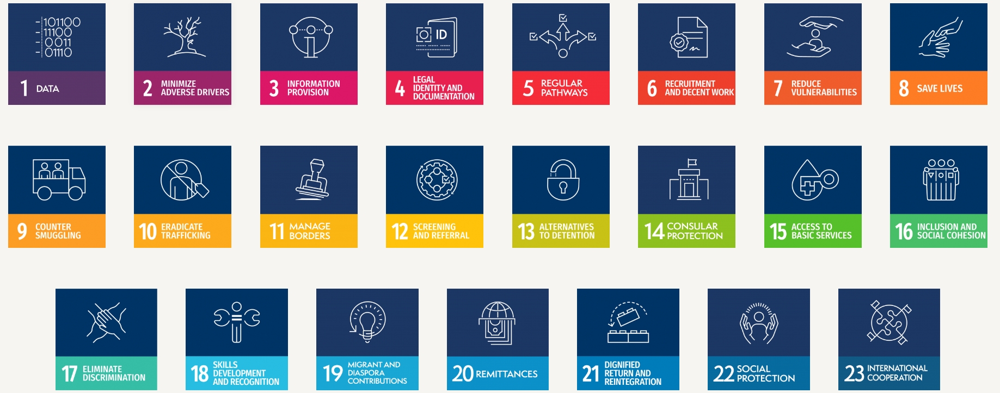 101100
11100
0011
0110
1 DATA
2 MINIMIZE
ADVERSE DRIVERS
3 INFORMATION
PROVISION
ID
4 LEGAL
IDENTITY AND
DOCUMENTATION
5 REGULAR
PATHWAYS
6 RECRUITMENT
AND DECENT WORK
7 REDUCE
VULNERABILITIES
8 SAVE LIVES
9 COUNTER
SMUGGLING
10 ERADICATE
TRAFFICKING
11 MANAGE
BORDERS
12 SCREENING
AND REFERRAL
13 ALTERNATIVES
TO DETENTION
14 CONSULAR
PROTECTION
15 ACCESS TO
BASIC SERVICES
16 INCLUSION AND
SOCIAL COHESION
17 ELIMINATE
DISCRIMINATION
18 SKILLS
DEVELOPMENT
AND RECOGNITION
19 MIGRANT AND
DIASPORA
CONTRIBUTIONS
20 REMITTANCES
21 DIGNIFIED
RETURN AND
REINTEGRATION
22 SOCIAL
PROTECTION
23 INTERNATIONAL
COOPERATION